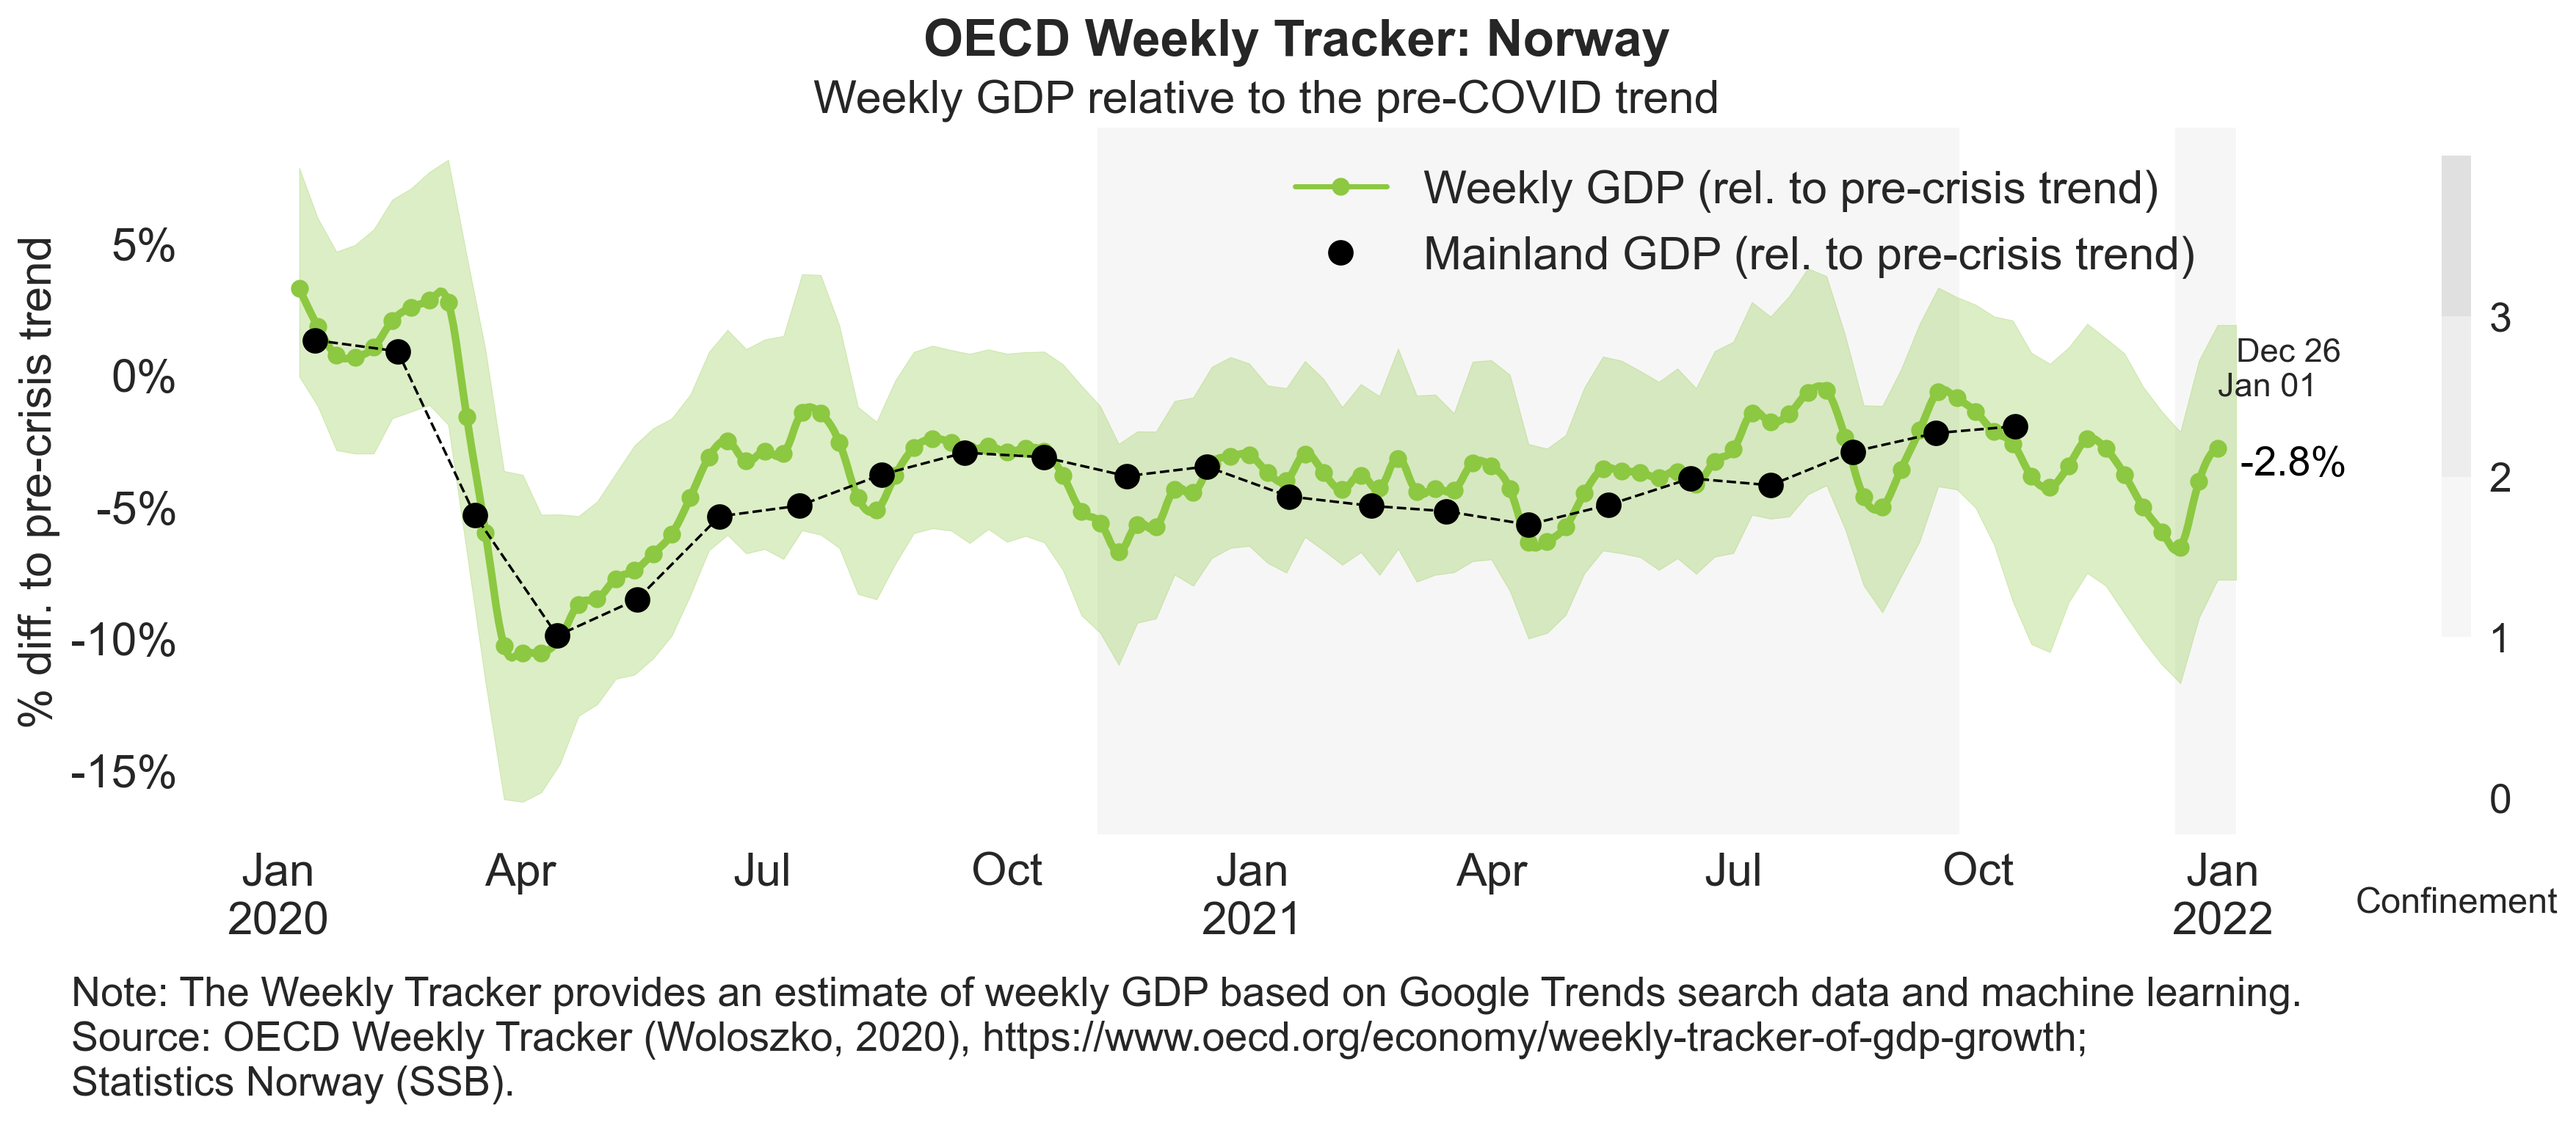 OECD Weekly Tracker: Norway
Weekly GDP relative to the pre-COVID trend
Weekly GDP (rel. to pre-crisis trend)
Mainland GDP (rel. to pre-crisis trend)
% diff. to pre-crisis trend
5%
0%
-5%
-10%
-15%
Dec 26
Jan 01
-2.8%
3
2
1
0
Confinement
Jan Apr Jul Oct Jan Apr Jul Oct Jan
2020 2021 2022
Note: The Weekly Tracker provides an estimate of weekly GDP based on Google Trends search data and machine learning.
Source: OECD Weekly Tracker (Woloszko, 2020), https://www.oecd.org/economy/weekly-tracker-of-gdp-growth;
Statistics Norway (SSB).